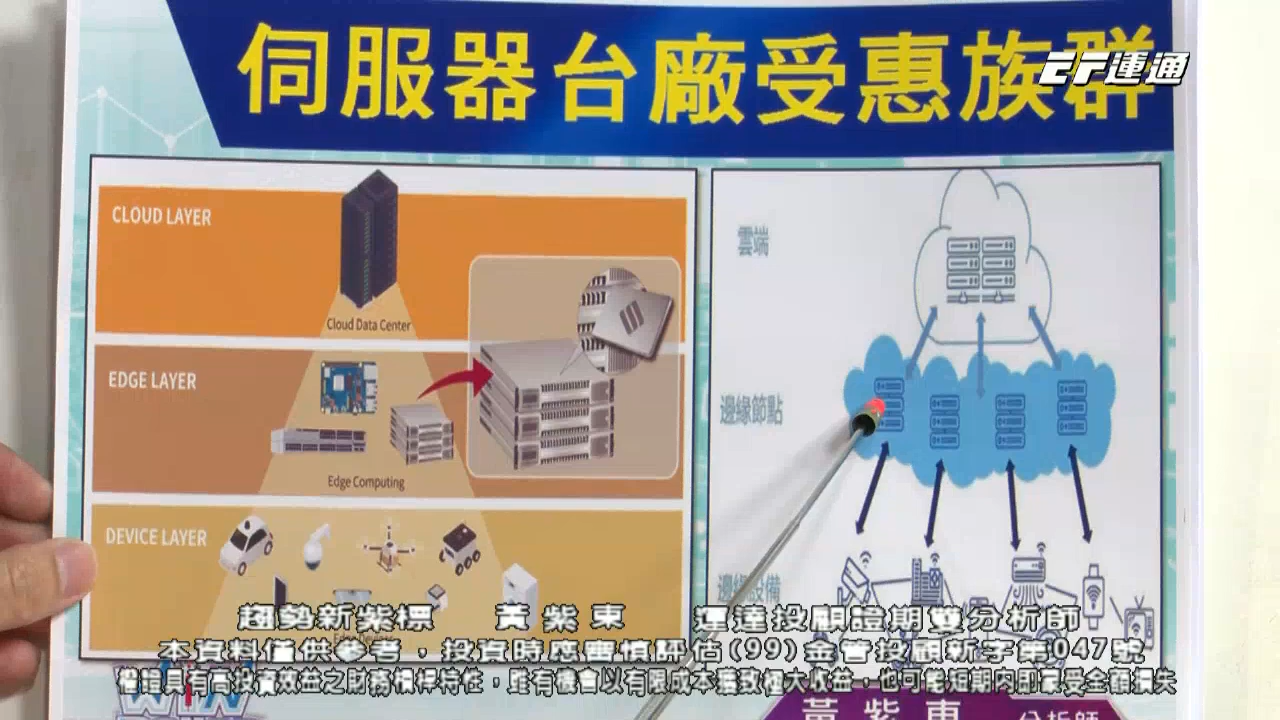 伺服器台廠受惠族群
EF運通
CLOUD LAYER
Cloud Data Center
EDGE LAYER
Edge Computing
DEVICE LAYER
雲端
邊緣節點
邊緣設備
趨勢新紫標 黃紫東 運達投顧證期雙分析師
本資料僅供參考，投資時應審慎評估(99)金管投顧新字第047號
權證具有高投資效益之財務槓桿特性，雖有機會以有限成本獲致極大收益，也可能短期內即蒙受全額損失
WIN
黃紫東 分析師